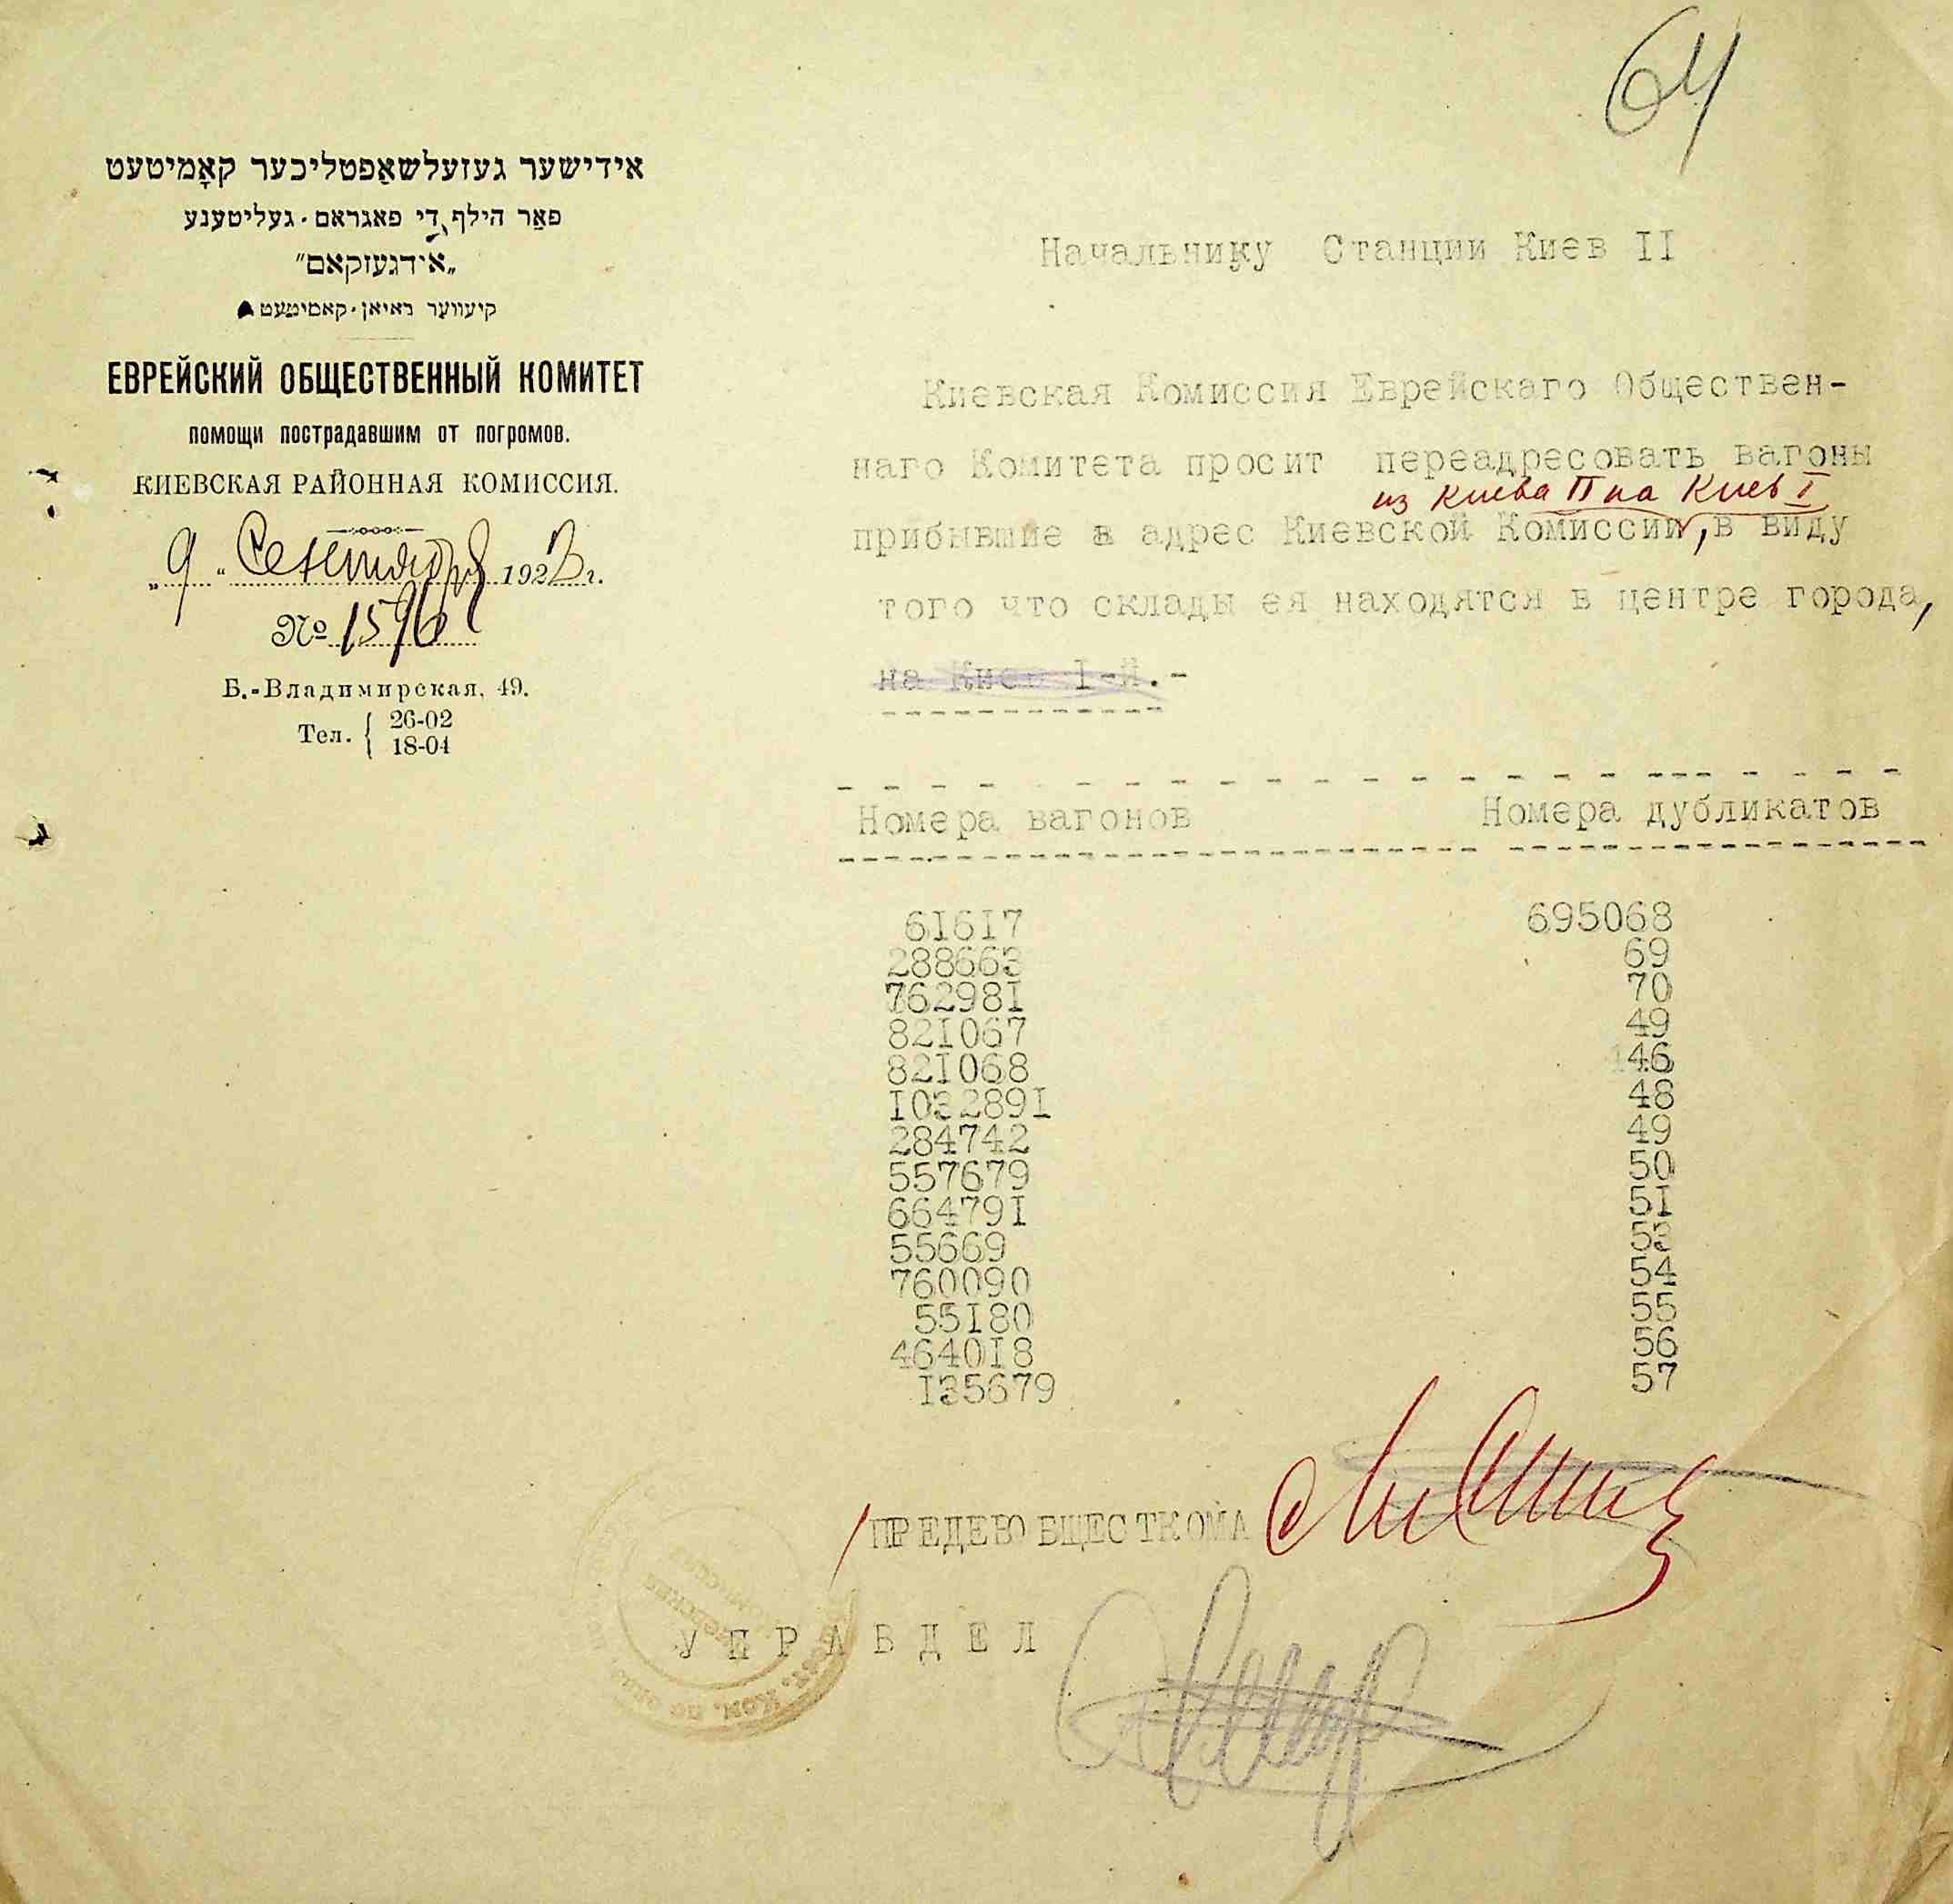 64
אידישער געזעלשאַפטליכער קאָמיטעט
פאַר הילף די פאגראם-געליטענע
„אידגעזקאם"
קיעווער ראיאן-קאמיטעט
ЕВРЕЙСКИЙ ОБЩЕСТВЕННЫЙ КОМИТЕТ
ПОМОЩИ ПОСТРАДАВШИМ ОТ ПОГРОМОВ.
КИЕВСКАЯ РАЙОННАЯ КОМИССИЯ.
„9" Сентября 1922 г.
№ 1596
Б.-Владимирская, 49.
Тел. { 26-02
18-04
Начальнику Станции Киев II
Киевская Комиссия Еврейскаго Обществен-
наго Комитета просит переадресовать вагоны
из Киева II на Киев I
прибывшие в адрес Киевской Комиссии, в виду
того что склады ея находятся в центре города,
на Киев I-й.-
Номера вагонов Номера дубликатов
61617 695068
288663 69
762981 70
821067 49
821068 46
1032891 48
284742 49
557679 50
664791 51
55669 53
760090 54
55180 55
464018 56
135679 57
ПРЕДЕВОБЩЕСТКОМА
УПРАВДЕЛ